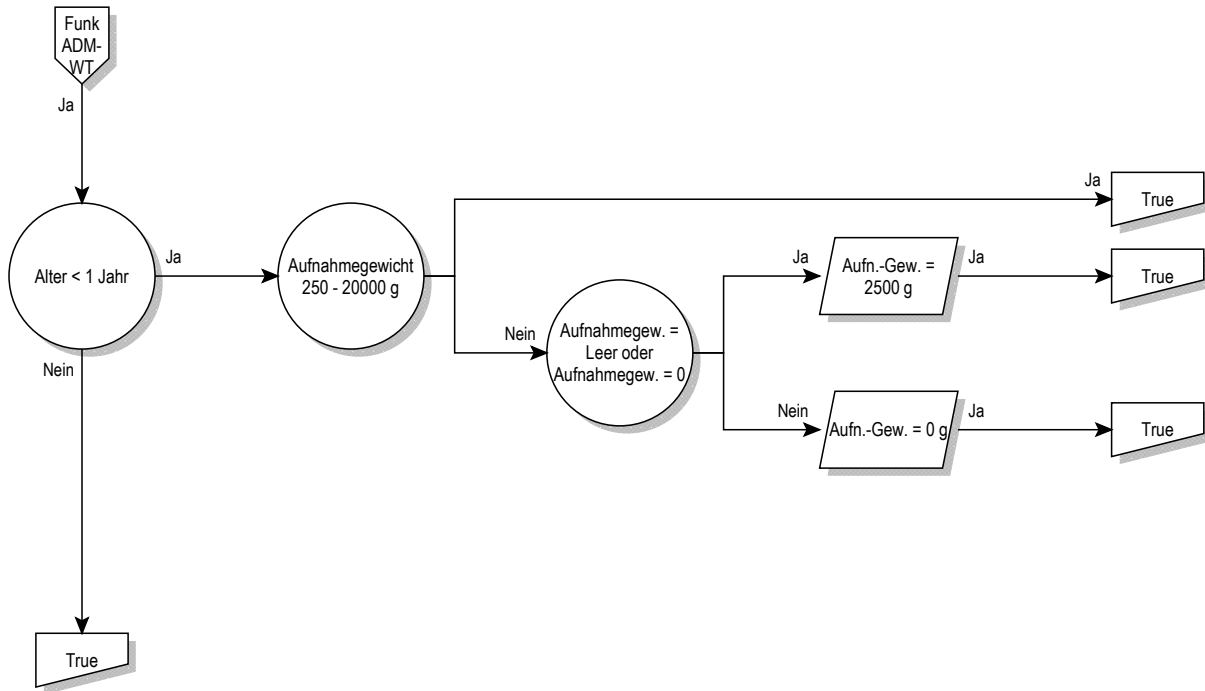 Funk
ADM-
WT
Ja
Alter < 1 Jahr
Ja
Nein
True
Aufnahmegewicht
250 - 20000 g
Ja
True
Nein
Aufnahmegew. =
Leer oder
Aufnahmegew. = 0
Ja
Aufn.-Gew. =
2500 g
Ja
True
Nein
Aufn.-Gew. = 0 g
Ja
True